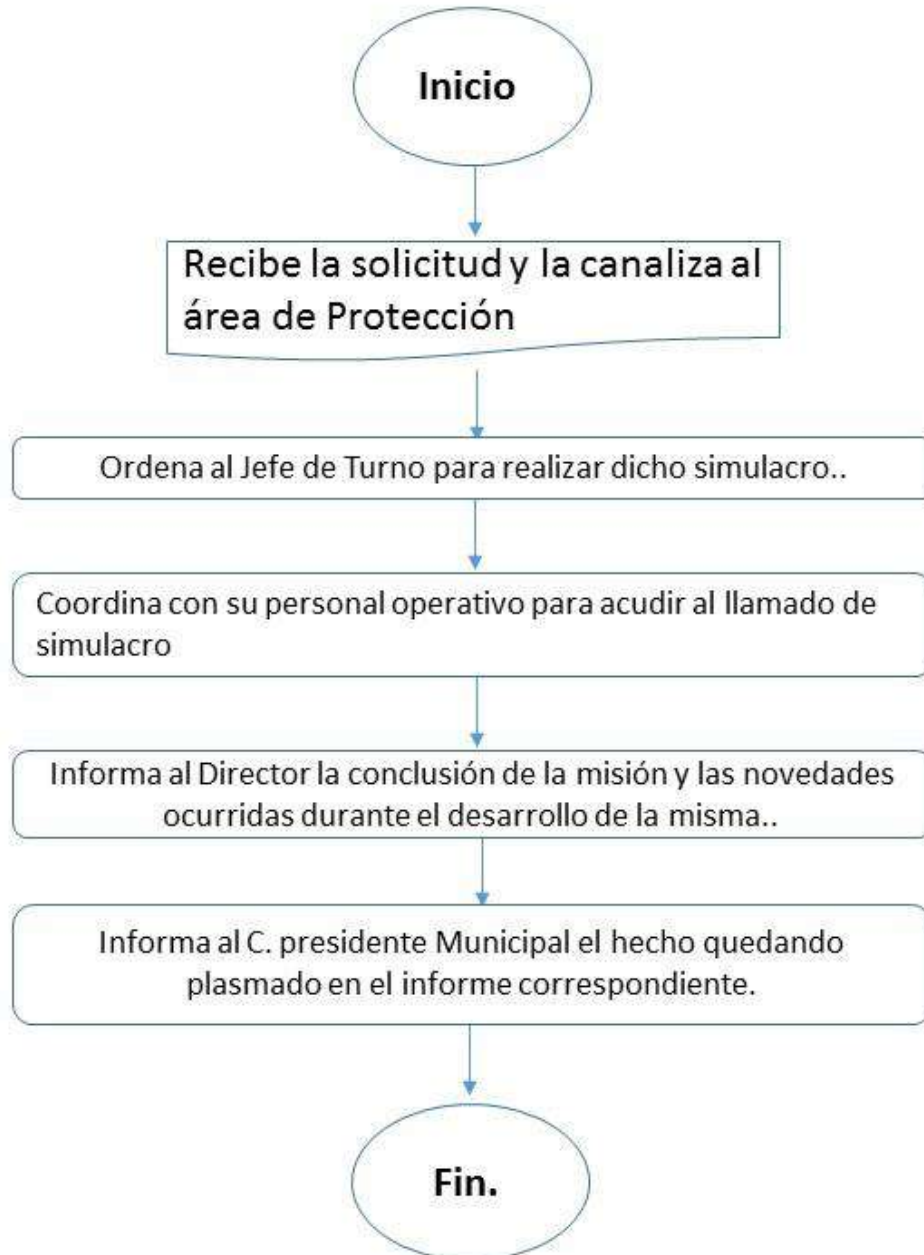 Inicio
Recibe la solicitud y la canaliza al
área de Protección
Ordena al Jefe de Turno para realizar dicho simulacro..
Coordina con su personal operativo para acudir al llamado de
simulacro
Informa al Director la conclusión de la misión y las novedades
ocurridas durante el desarrollo de la misma..
Informa al C. presidente Municipal el hecho quedando
plasmado en el informe correspondiente.
Fin.